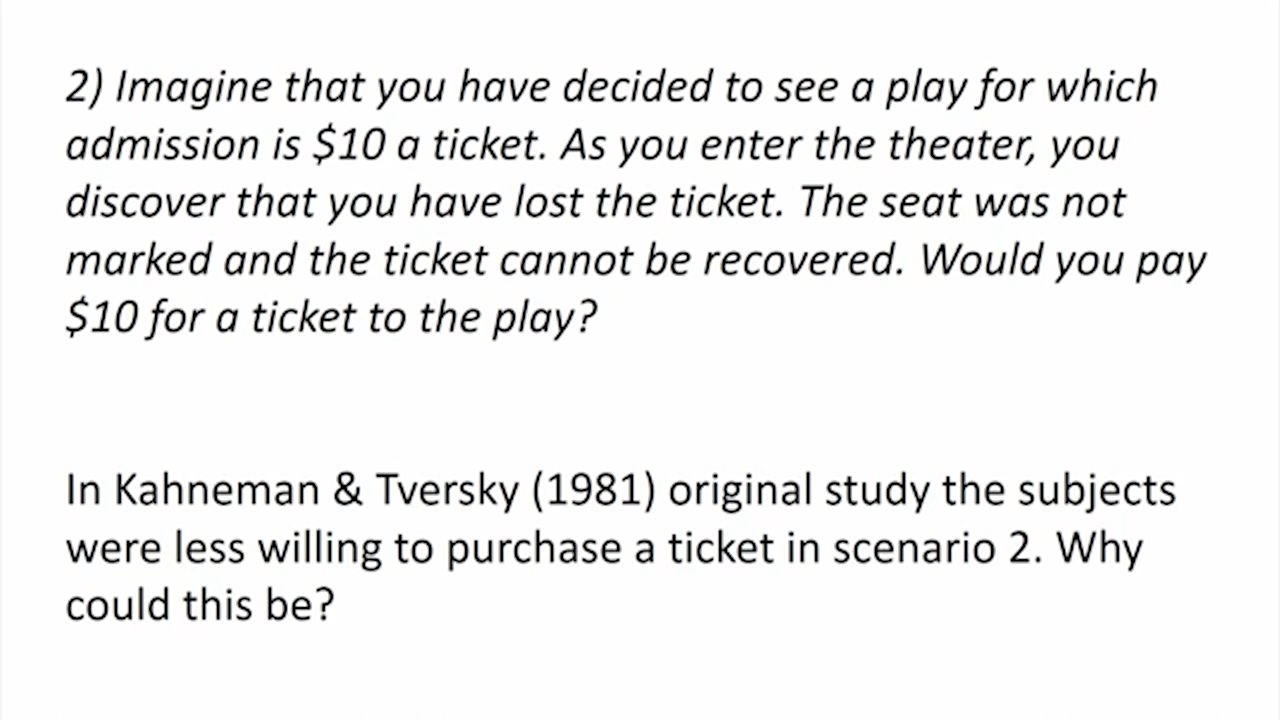 2) Imagine that you have decided to see a play for which
admission is $10 a ticket. As you enter the theater, you
discover that you have lost the ticket. The seat was not
marked and the ticket cannot be recovered. Would you pay
$10 for a ticket to the play?
In Kahneman & Tversky (1981) original study the subjects
were less willing to purchase a ticket in scenario 2. Why
could this be?